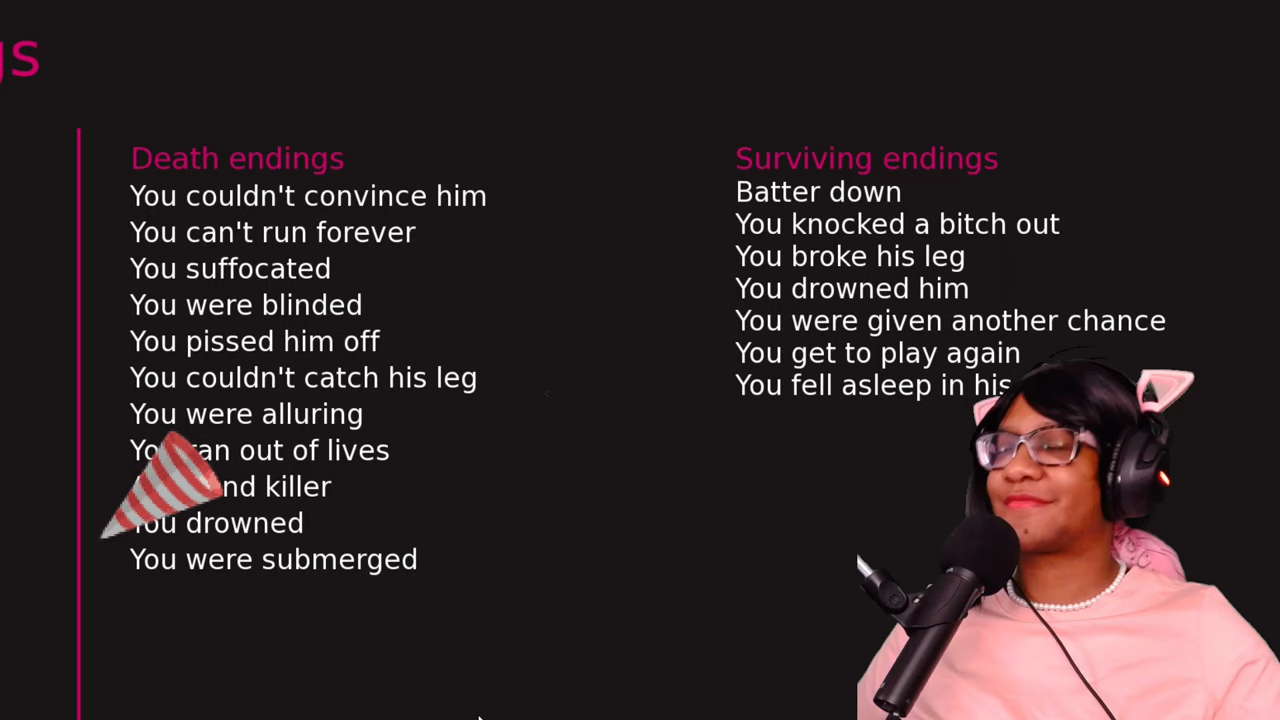 gs
Death endings
You couldn't convince him
You can't run forever
You suffocated
You were blinded
You pissed him off
You couldn't catch his leg
You were alluring
You ran out of lives
killer
You drowned
You were submerged
Surviving endings
Batter down
You knocked a bitch out
You broke his leg
You drowned him
You were given another chance
You get to play again
You fell asleep in his